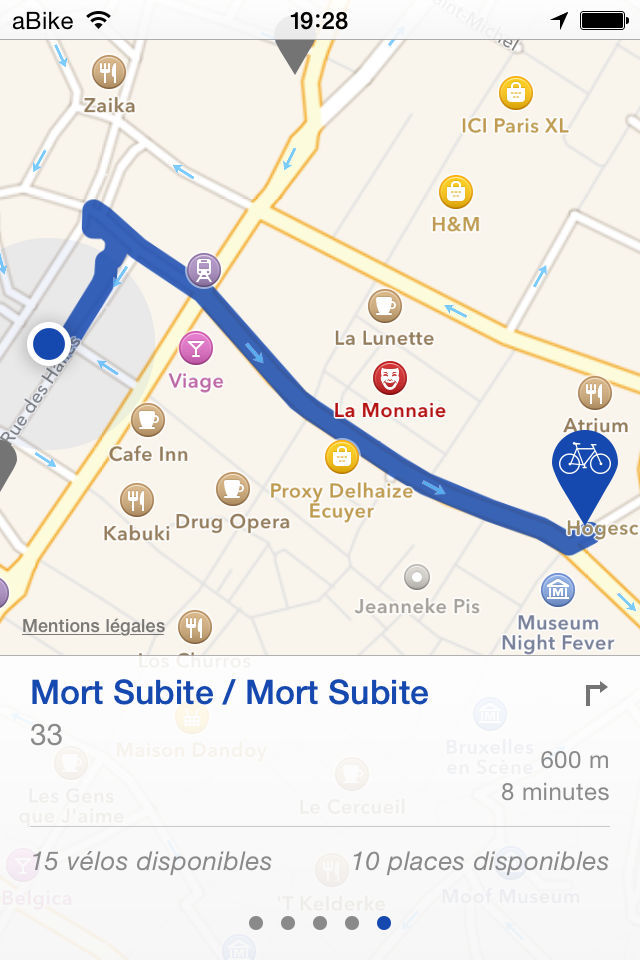 aBike
19:28
Saint-Michel
Zaika
ICI Paris XL
H&M
La Lunette
Viage
La Monnaie
Rue des Halles
Atrium
Cafe Inn
Proxy Delhaize
Écuyer
Kabuki
Drug Opera
Hogesc
Jeanneke Pis
Museum
Night Fever
Mentions légales
Los Churros
Mort Subite / Mort Subite
33
Maison Dandoy
Bruxelles
en Scène
600 m
8 minutes
Les Gens
que J'aime
Le Cercueil
15 vélos disponibles
10 places disponibles
Belgica
'T Kelderke
Moof Museum